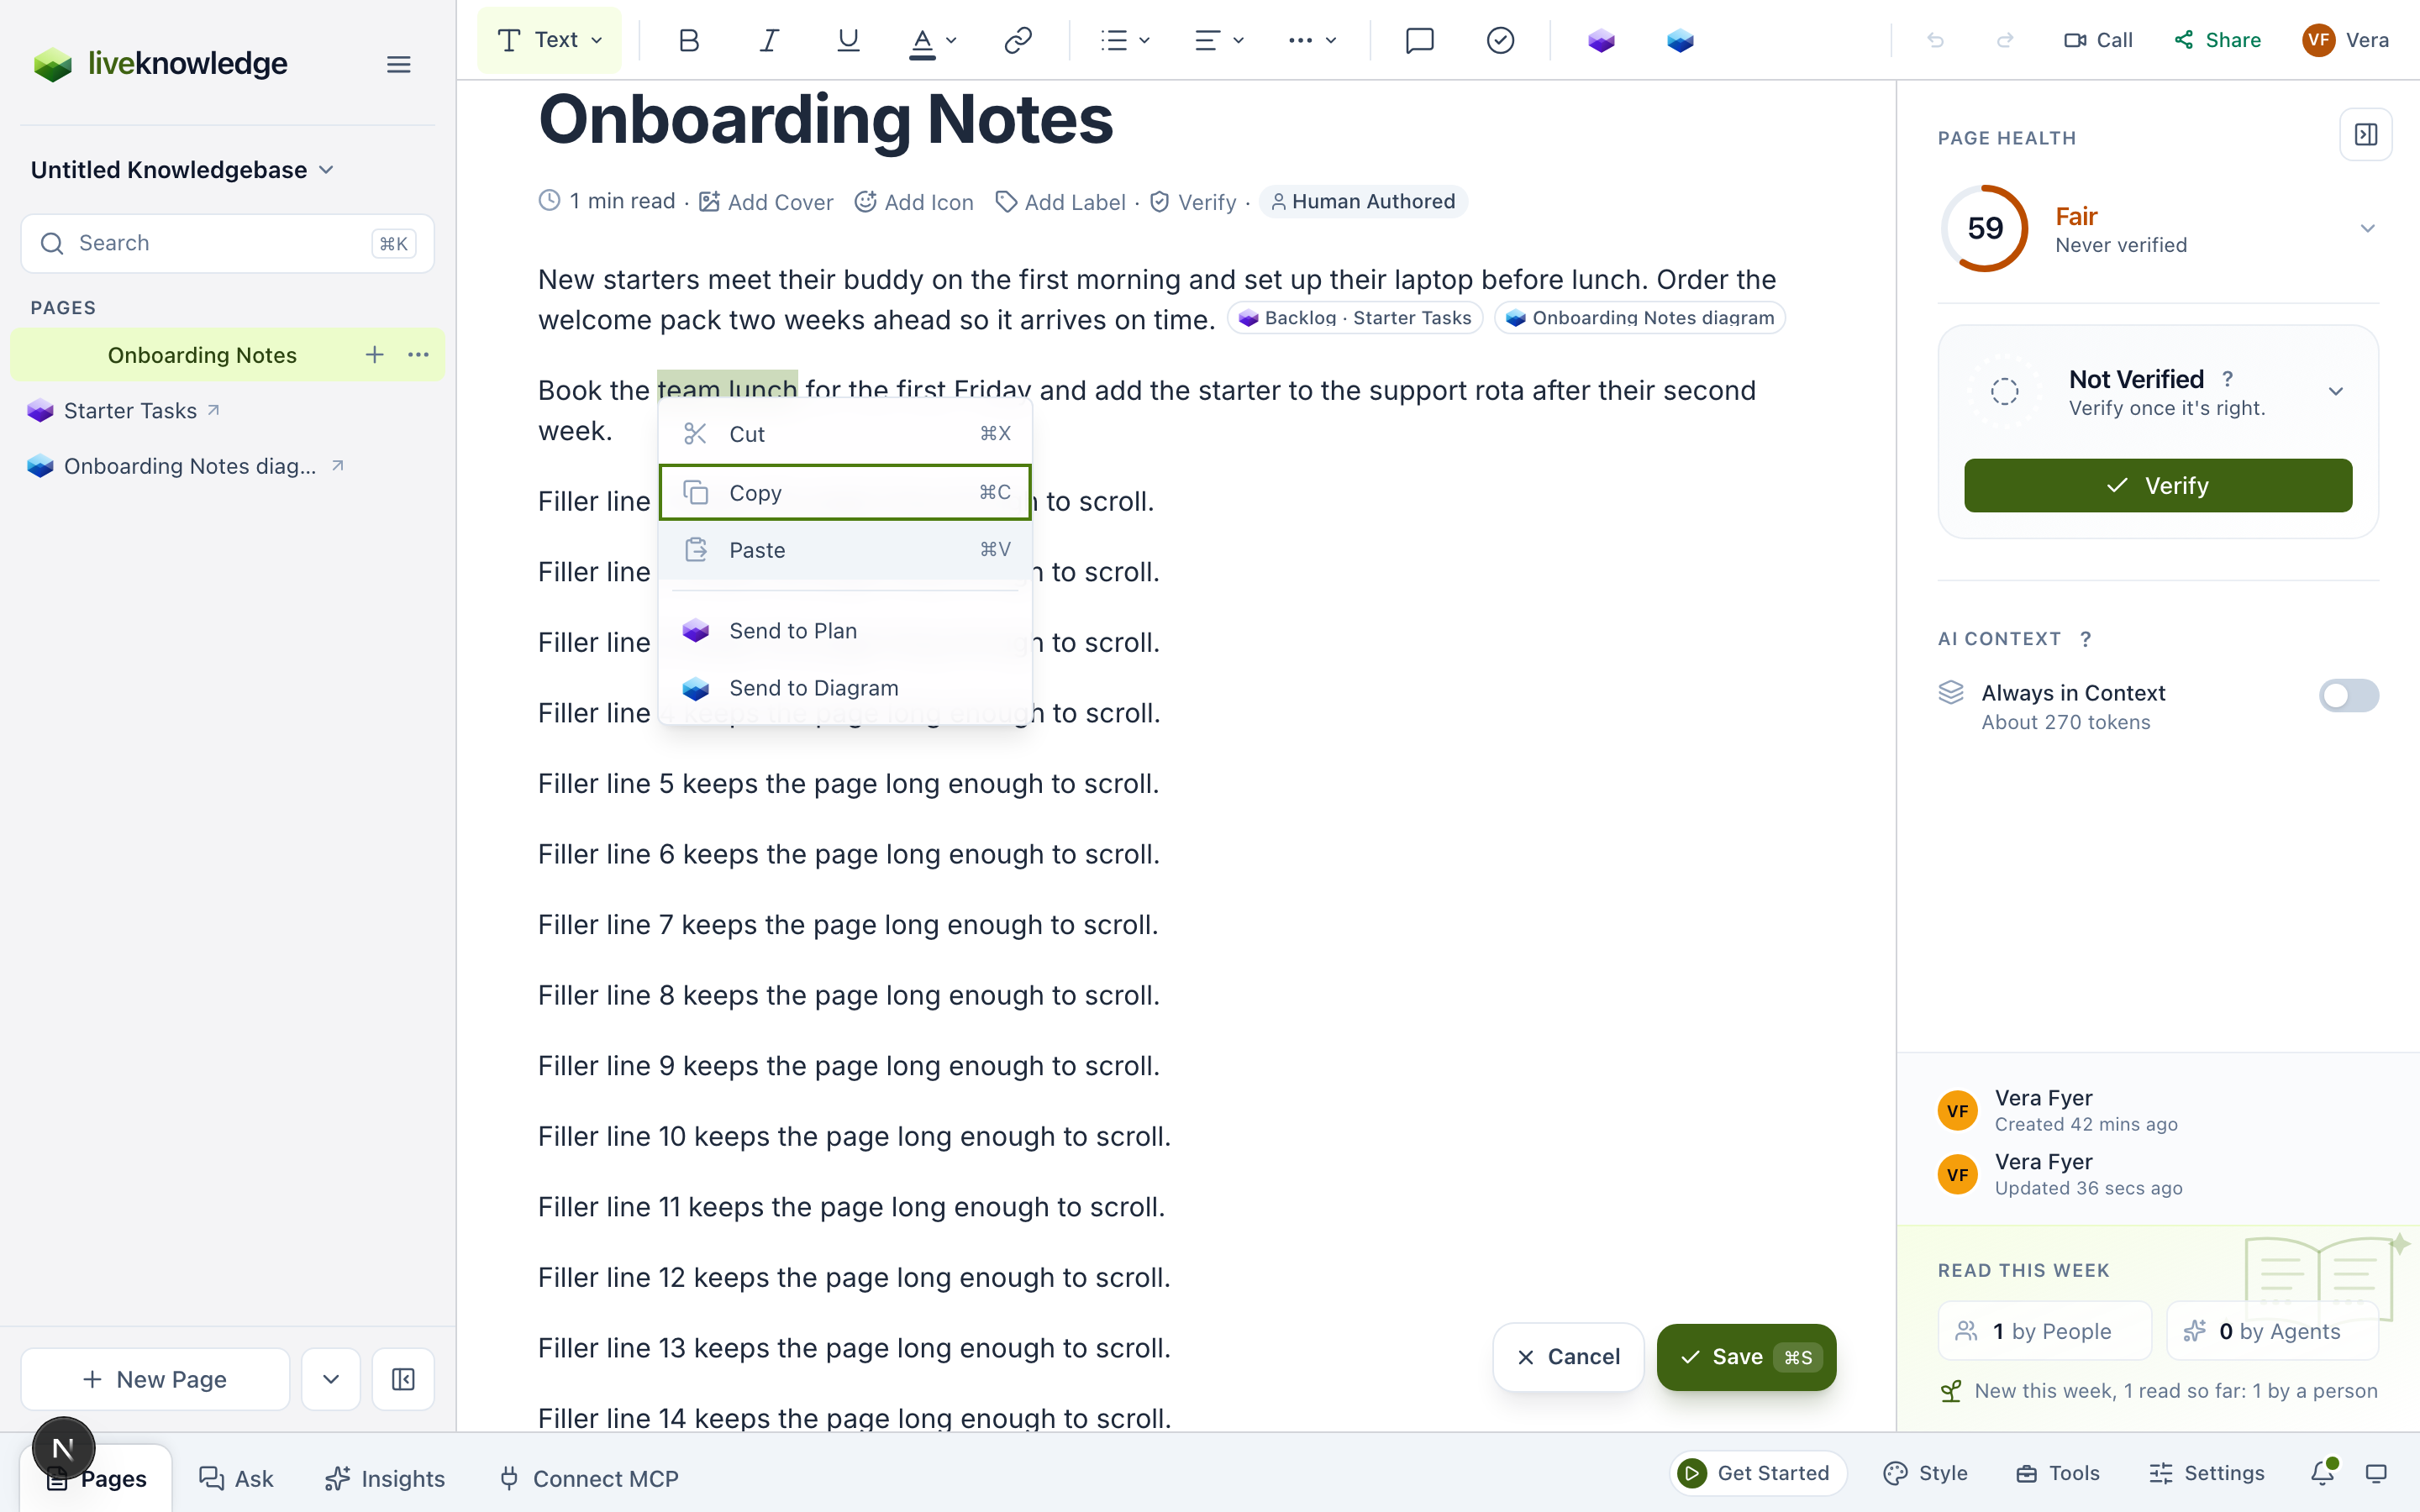 liveknowledge
Untitled Knowledgebase
Search ⌘K
PAGES
Onboarding Notes
Starter Tasks
Onboarding Notes diag...
New Page
Text
B I U A
Call
Share
VF Vera
Onboarding Notes
1 min read · Add Cover Add Icon Add Label · Verify · Human Authored
New starters meet their buddy on the first morning and set up their laptop before lunch. Order the
welcome pack two weeks ahead so it arrives on time. Backlog · Starter Tasks Onboarding Notes diagram
Book the team lunch for the first Friday and add the starter to the support rota after their second
week.
Cut ⌘X
Copy ⌘C
Paste ⌘V
Send to Plan
Send to Diagram
Filler line to scroll.
Filler line to scroll.
Filler line to scroll.
Filler line 4 keeps the page long enough to scroll.
Filler line 5 keeps the page long enough to scroll.
Filler line 6 keeps the page long enough to scroll.
Filler line 7 keeps the page long enough to scroll.
Filler line 8 keeps the page long enough to scroll.
Filler line 9 keeps the page long enough to scroll.
Filler line 10 keeps the page long enough to scroll.
Filler line 11 keeps the page long enough to scroll.
Filler line 12 keeps the page long enough to scroll.
Filler line 13 keeps the page long enough to scroll.
Filler line 14 keeps the page long enough to scroll.
Cancel
Save ⌘S
PAGE HEALTH
59
Fair
Never verified
Not Verified ?
Verify once it's right.
Verify
AI CONTEXT ?
Always in Context
About 270 tokens
VF Vera Fyer
Created 42 mins ago
VF Vera Fyer
Updated 36 secs ago
READ THIS WEEK
1 by People
0 by Agents
New this week, 1 read so far: 1 by a person
N
Pages
Ask
Insights
Connect MCP
Get Started
Style
Tools
Settings